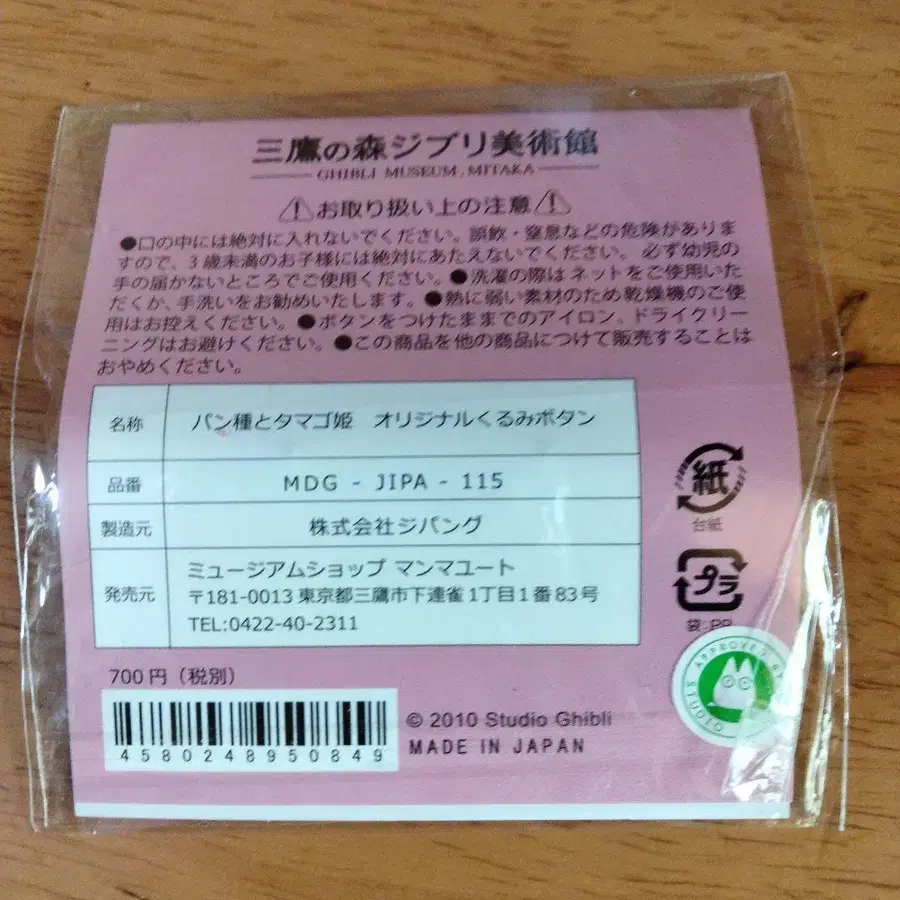 三鷹の森ジブリ美術館
GHIBLI MUSEUM, MITAKA
⚠お取り扱い上の注意⚠
●口の中には絶対に入れないでください。誤飲・窒息などの危険がありま
すので、3歳未満のお子様には絶対にあたえないでください。必ず幼児の
手の届かないところでご使用ください。●洗濯の際はネットをご使用いた
だくか、手洗いをお勧めいたします。●熱に弱い素材のため乾燥機のご使
用はお控えください。●ボタンをつけたままでのアイロン、ドライクリー
ニングはお避けください。●この商品を他の商品につけて販売することは
おやめください。
名称 パン種とタマゴ姫 オリジナルくるみボタン
品番 MDG - JIPA - 115
製造元 株式会社ジパング
発売元 ミュージアムショップ マンマユート
〒181-0013 東京都三鷹市下連雀1丁目1番83号
TEL:0422-40-2311
紙
台紙
プラ
袋:PP
APPROVED BY
700円(税別)
4580248950849
© 2010 Studio Ghibli
MADE IN JAPAN